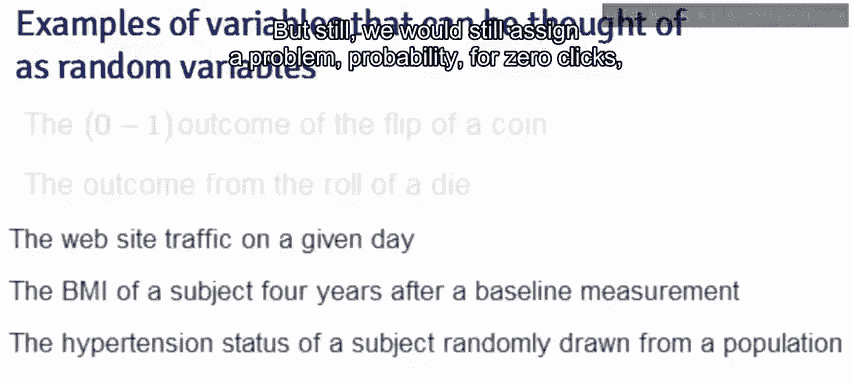 Examples of variables that can be thought of
as random variables
But still, we would still assign
a problem, probability, for zero clicks,
The (0 − 1) outcome of the flip of a coin
The outcome from the roll of a die
The web site traffic on a given day
The BMI of a subject four years after a baseline measurement
The hypertension status of a subject randomly drawn from a population